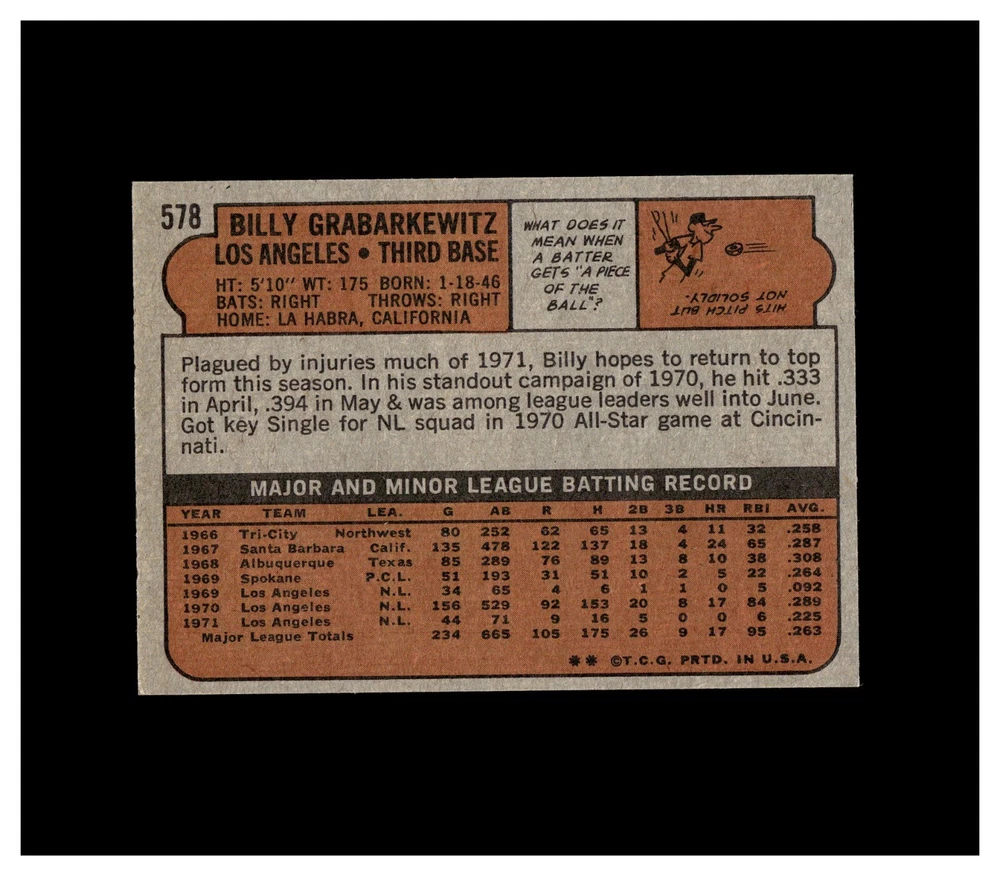 578
BILLY GRABARKEWITZ
LOS ANGELES • THIRD BASE
HT: 5'10" WT: 175 BORN: 1-18-46
BATS: RIGHT THROWS: RIGHT
HOME: LA HABRA, CALIFORNIA
WHAT DOES IT
MEAN WHEN
A BATTER
GETS "A PIECE
OF THE
BALL"?
HITS PITCH BUT
NOT SOLIDLY.
Plagued by injuries much of 1971, Billy hopes to return to top
form this season. In his standout campaign of 1970, he hit .333
in April, .394 in May & was among league leaders well into June.
Got key Single for NL squad in 1970 All-Star game at Cincin-
nati.
MAJOR AND MINOR LEAGUE BATTING RECORD
YEAR TEAM LEA. G AB R H 2B 3B HR RBI AVG.
1966 Tri-City Northwest 80 252 62 65 13 4 11 32 .258
1967 Santa Barbara Calif. 135 478 122 137 18 4 24 65 .287
1968 Albuquerque Texas 85 289 76 89 13 8 10 38 .308
1969 Spokane P.C.L. 51 193 31 51 10 2 5 22 .264
1969 Los Angeles N.L. 34 65 4 6 1 1 0 5 .092
1970 Los Angeles N.L. 156 529 92 153 20 8 17 84 .289
1971 Los Angeles N.L. 44 71 9 16 5 0 0 6 .225
Major League Totals 234 665 105 175 26 9 17 95 .263
** ©T.C.G. PRTD. IN U.S.A.